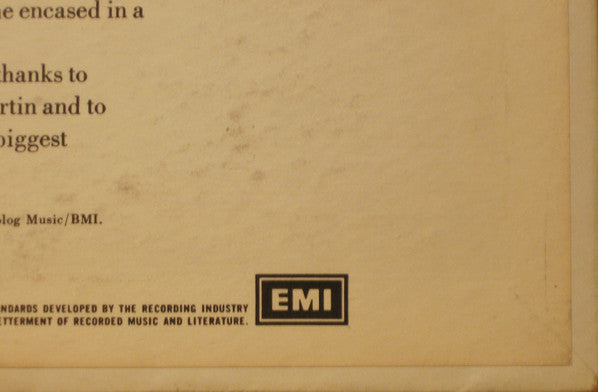 e encased in a
thanks to
rtin and to
biggest
log Music/BMI.
NDARDS DEVELOPED BY THE RECORDING INDUSTRY
ETTERMENT OF RECORDED MUSIC AND LITERATURE.
EMI